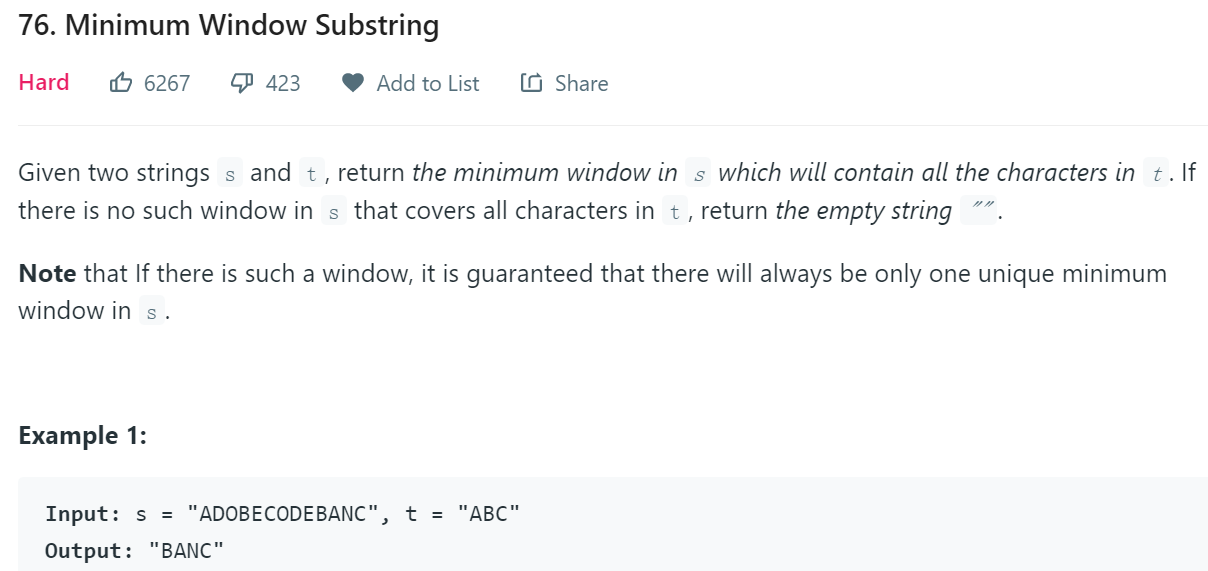 76. Minimum Window Substring
Hard 6267 423 Add to List Share
Given two strings s and t, return the minimum window in s which will contain all the characters in t. If
there is no such window in s that covers all characters in t, return the empty string "".
Note that If there is such a window, it is guaranteed that there will always be only one unique minimum
window in s.
Example 1:
Input: s = "ADOBECODEBANC", t = "ABC"
Output: "BANC"